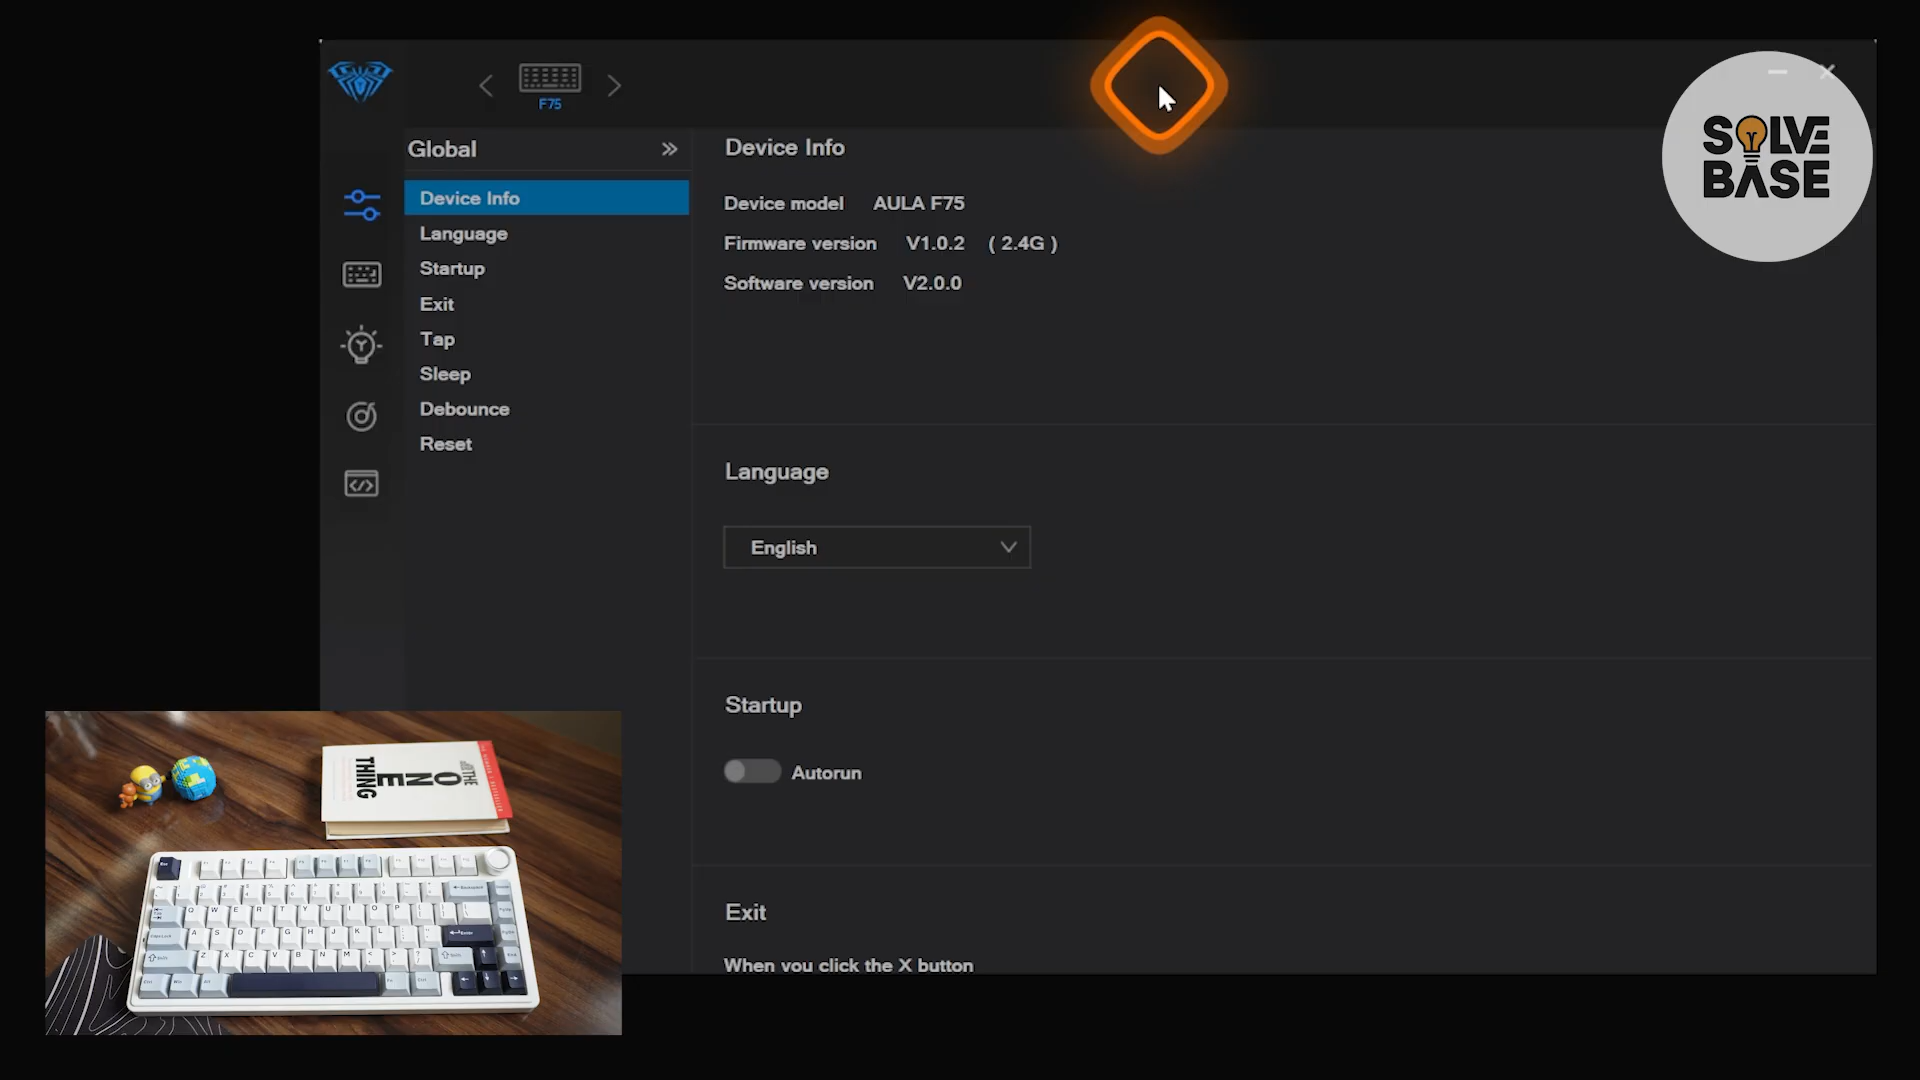 F75
SOLVE
BASE
Global
Device Info
Language
Startup
Exit
Tap
Sleep
Debounce
Reset
Device Info
Device model AULA F75
Firmware version V1.0.2 ( 2.4G )
Software version V2.0.0
Language
English
Startup
Autorun
Exit
When you click the X button
THE
ONE
THING
Q W E R T Y U I O P
A S D F G H J K L
Enter
Z X C V B N M
Shift